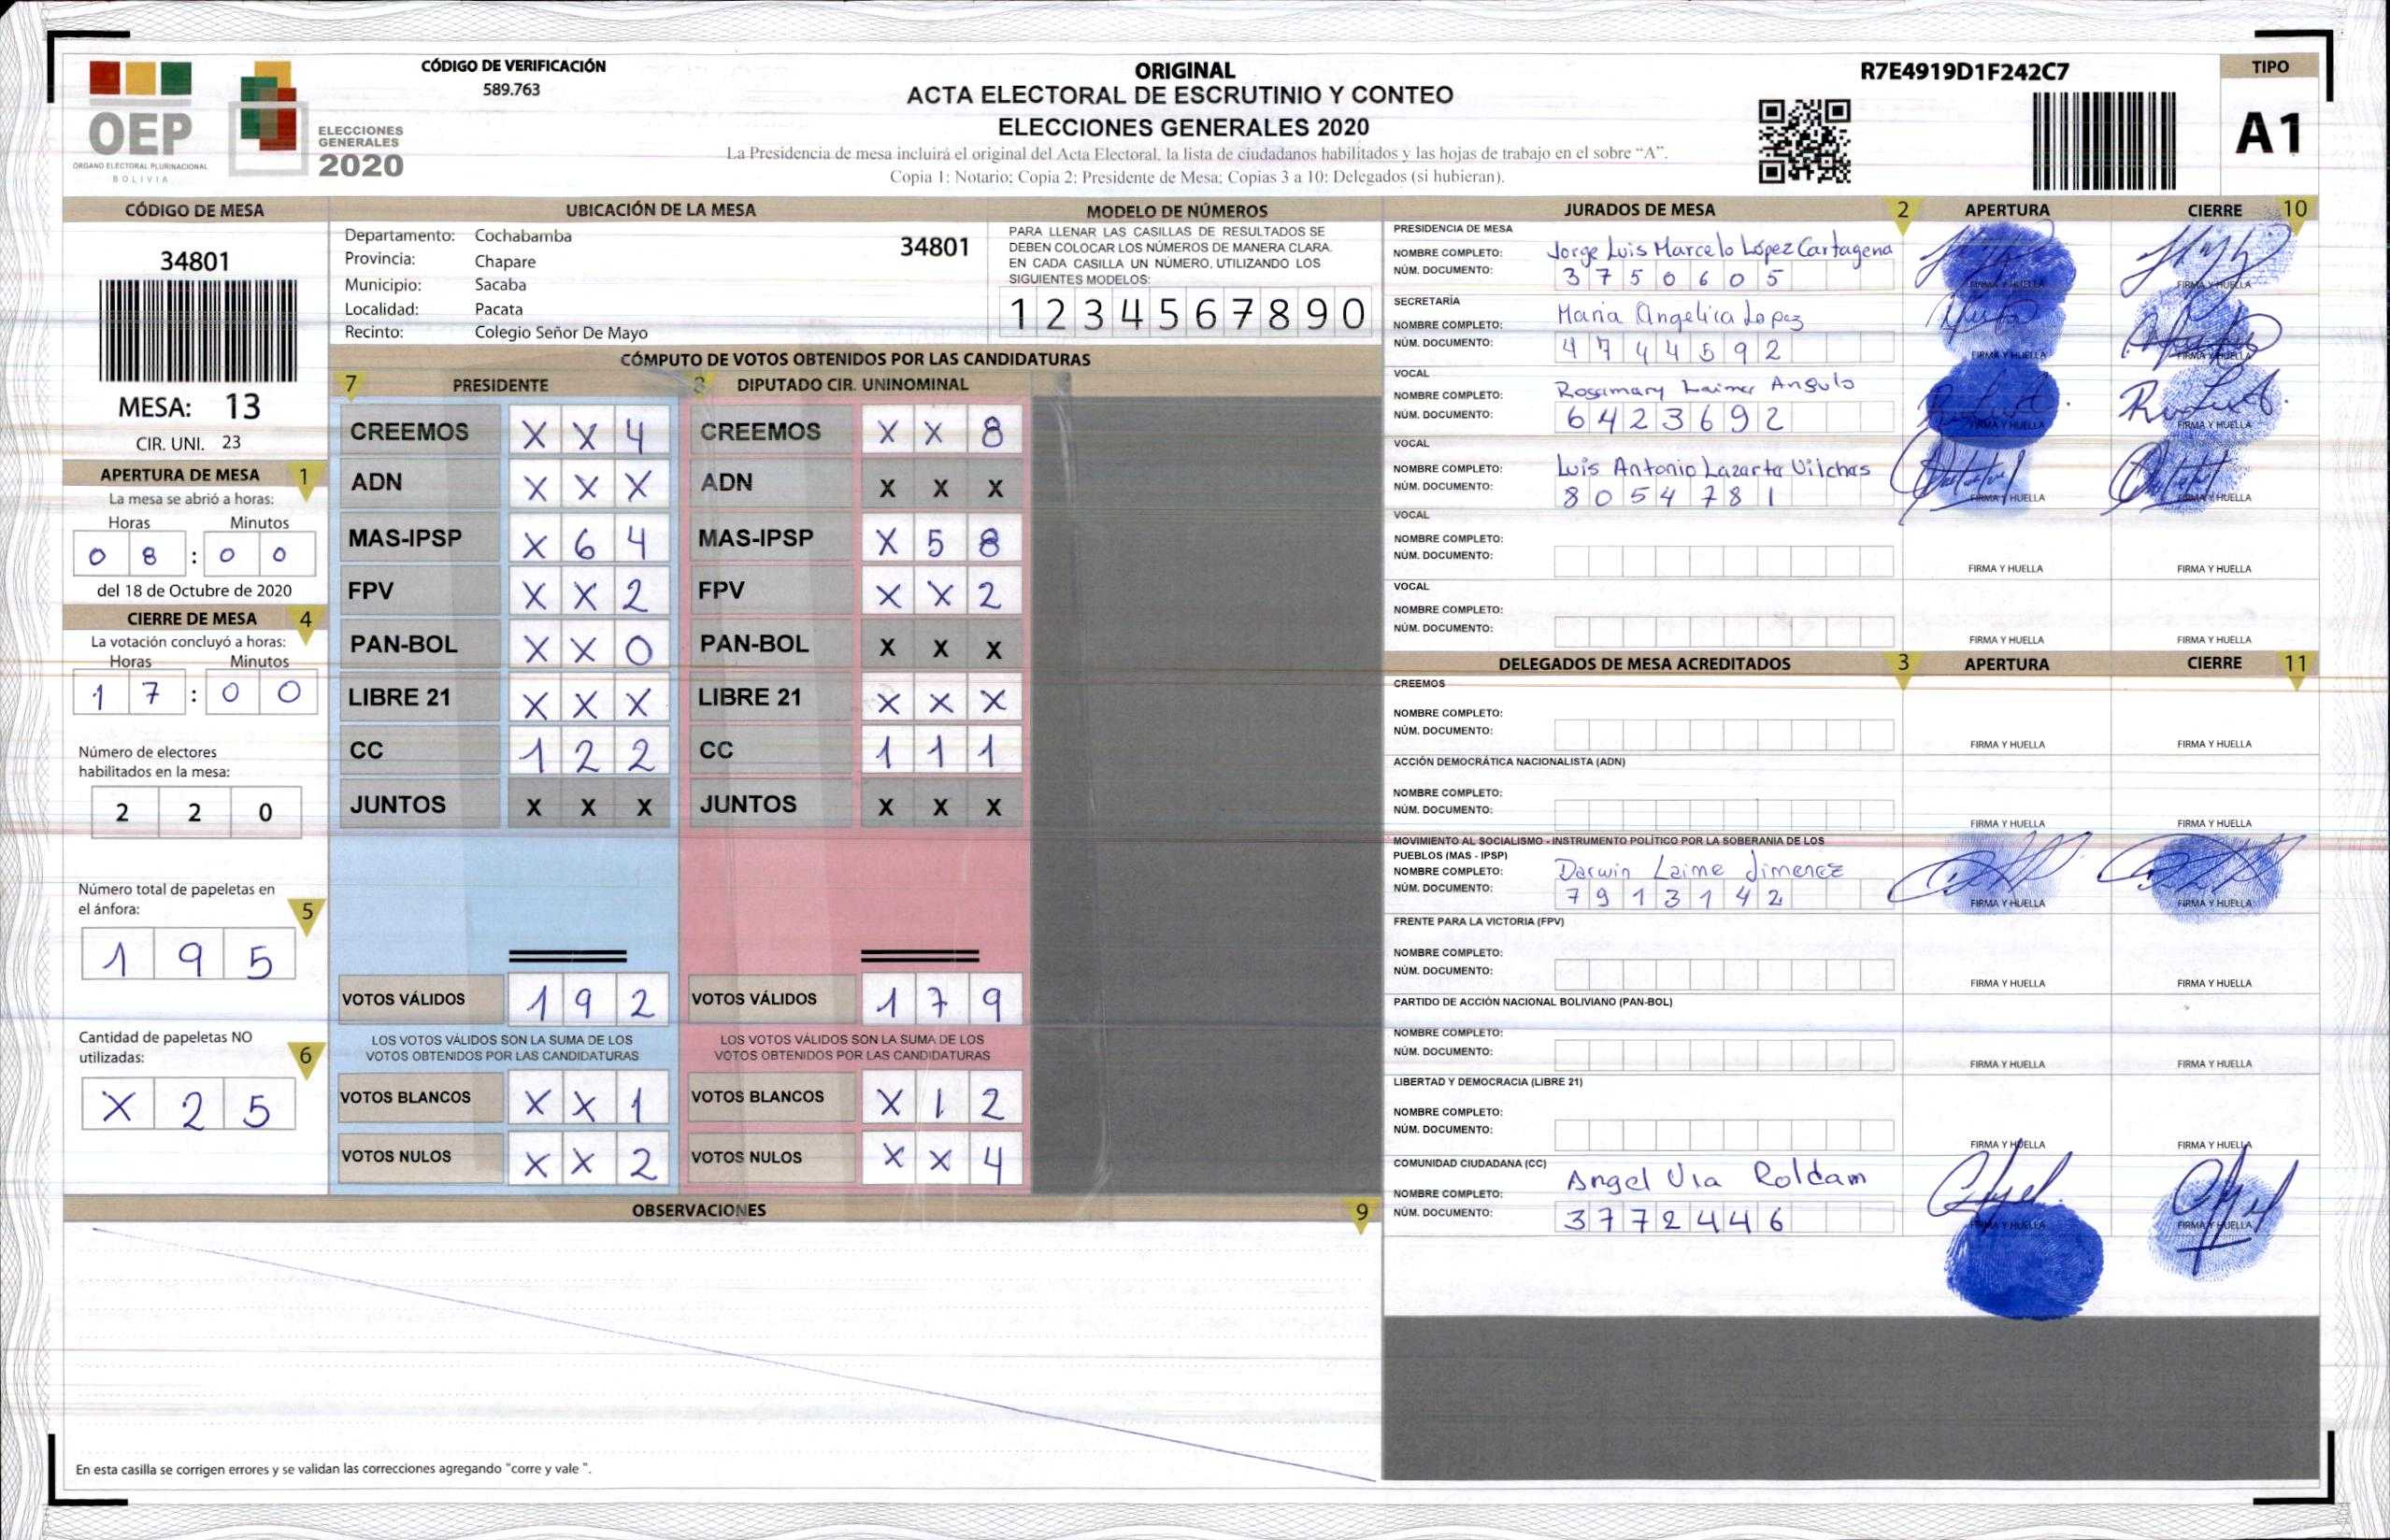 OEP
ORGANO ELECTORAL PLURINACIONAL
BOLIVIA
ELECCIONES
GENERALES
2020
CÓDIGO DE VERIFICACIÓN
589.763
ORIGINAL
ACTA ELECTORAL DE ESCRUTINIO Y CONTEO
ELECCIONES GENERALES 2020
La Presidencia de mesa incluirá el original del Acta Electoral, la lista de ciudadanos habilitados y las hojas de trabajo en el sobre "A".
Copia 1: Notario; Copia 2: Presidente de Mesa; Copias 3 a 10: Delegados (si hubieran).
R7E4919D1F242C7
TIPO
A1
CÓDIGO DE MESA
34801
MESA: 13
CIR. UNI. 23
APERTURA DE MESA 1
La mesa se abrió a horas:
Horas Minutos
0 8 : 0 0
del 18 de Octubre de 2020
CIERRE DE MESA 4
La votación concluyó a horas:
Horas Minutos
1 7 : 0 0
Número de electores
habilitados en la mesa:
2 2 0
Número total de papeletas en
el ánfora: 5
1 9 5
Cantidad de papeletas NO
utilizadas: 6
X 2 5
UBICACIÓN DE LA MESA
Departamento: Cochabamba
34801
Provincia: Chapare
Municipio: Sacaba
Localidad: Pacata
Recinto: Colegio Señor De Mayo
MODELO DE NÚMEROS
PARA LLENAR LAS CASILLAS DE RESULTADOS SE
DEBEN COLOCAR LOS NÚMEROS DE MANERA CLARA.
EN CADA CASILLA UN NÚMERO, UTILIZANDO LOS
SIGUIENTES MODELOS:
1 2 3 4 5 6 7 8 9 0
CÓMPUTO DE VOTOS OBTENIDOS POR LAS CANDIDATURAS
7 PRESIDENTE 8 DIPUTADO CIR. UNINOMINAL
CREEMOS X X 4 CREEMOS X X 8
ADN X X X ADN X X X
MAS-IPSP X 6 4 MAS-IPSP X 5 8
FPV X X 2 FPV X X 2
PAN-BOL X X 0 PAN-BOL X X X
LIBRE 21 X X X LIBRE 21 X X X
CC 1 2 2 CC 1 1 1
JUNTOS X X X JUNTOS X X X
VOTOS VÁLIDOS 1 9 2 VOTOS VÁLIDOS 1 7 9
LOS VOTOS VÁLIDOS SON LA SUMA DE LOS LOS VOTOS VÁLIDOS SON LA SUMA DE LOS
VOTOS OBTENIDOS POR LAS CANDIDATURAS VOTOS OBTENIDOS POR LAS CANDIDATURAS
VOTOS BLANCOS X X 1 VOTOS BLANCOS X 1 2
VOTOS NULOS X X 2 VOTOS NULOS X X 4
OBSERVACIONES 9
En esta casilla se corrigen errores y se validan las correcciones agregando "corre y vale ".
JURADOS DE MESA 2 APERTURA CIERRE 10
PRESIDENCIA DE MESA
NOMBRE COMPLETO: Jorge Luis Marcelo López Cartagena
NÚM. DOCUMENTO: 3 7 5 0 6 0 5
FIRMA Y HUELLA FIRMA Y HUELLA
SECRETARÍA
NOMBRE COMPLETO: Maria Angelica Lopez
NÚM. DOCUMENTO: 4 7 4 4 5 9 2
FIRMA Y HUELLA FIRMA Y HUELLA
VOCAL
NOMBRE COMPLETO: Rossmary Laime Angulo
NÚM. DOCUMENTO: 6 4 2 3 6 9 2
FIRMA Y HUELLA FIRMA Y HUELLA
VOCAL
NOMBRE COMPLETO: Luis Antonio Lazarte Vilches
NÚM. DOCUMENTO: 8 0 5 4 7 8 1
FIRMA Y HUELLA FIRMA Y HUELLA
VOCAL
NOMBRE COMPLETO:
NÚM. DOCUMENTO:
FIRMA Y HUELLA FIRMA Y HUELLA
VOCAL
NOMBRE COMPLETO:
NÚM. DOCUMENTO:
FIRMA Y HUELLA FIRMA Y HUELLA
DELEGADOS DE MESA ACREDITADOS 3 APERTURA CIERRE 11
CREEMOS
NOMBRE COMPLETO:
NÚM. DOCUMENTO:
FIRMA Y HUELLA FIRMA Y HUELLA
ACCIÓN DEMOCRÁTICA NACIONALISTA (ADN)
NOMBRE COMPLETO:
NÚM. DOCUMENTO:
FIRMA Y HUELLA FIRMA Y HUELLA
MOVIMIENTO AL SOCIALISMO - INSTRUMENTO POLÍTICO POR LA SOBERANIA DE LOS
PUEBLOS (MAS - IPSP)
NOMBRE COMPLETO: Darwin Laime Jimenez
NÚM. DOCUMENTO: 7 9 1 3 1 4 2
FIRMA Y HUELLA FIRMA Y HUELLA
FRENTE PARA LA VICTORIA (FPV)
NOMBRE COMPLETO:
NÚM. DOCUMENTO:
FIRMA Y HUELLA FIRMA Y HUELLA
PARTIDO DE ACCIÓN NACIONAL BOLIVIANO (PAN-BOL)
NOMBRE COMPLETO:
NÚM. DOCUMENTO:
FIRMA Y HUELLA FIRMA Y HUELLA
LIBERTAD Y DEMOCRACIA (LIBRE 21)
NOMBRE COMPLETO:
NÚM. DOCUMENTO:
FIRMA Y HUELLA FIRMA Y HUELLA
COMUNIDAD CIUDADANA (CC)
NOMBRE COMPLETO: Angel Via Roldam
NÚM. DOCUMENTO: 3 7 7 2 4 4 6
FIRMA Y HUELLA FIRMA Y HUELLA